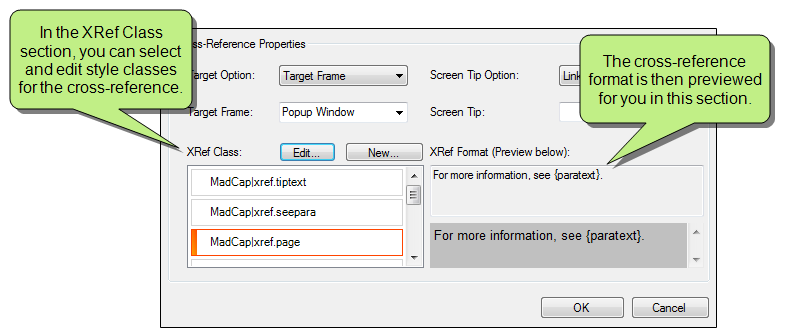 In the XRef Class
section, you can select
and edit style classes
for the cross-reference.
The cross-reference
format is then previewed
for you in this section.
ss-Reference Properties
Target Option:
Target Frame
Screen Tip Option:
Link
Target Frame:
Popup Window
Screen Tip:
XRef Class:
Edit...
New...
XRef Format (Preview below):
MadCap|xref.tiptext
MadCap|xref.seepara
MadCap|xref.page
For more information, see {paratext}.
For more information, see {paratext}.
OK
Cancel